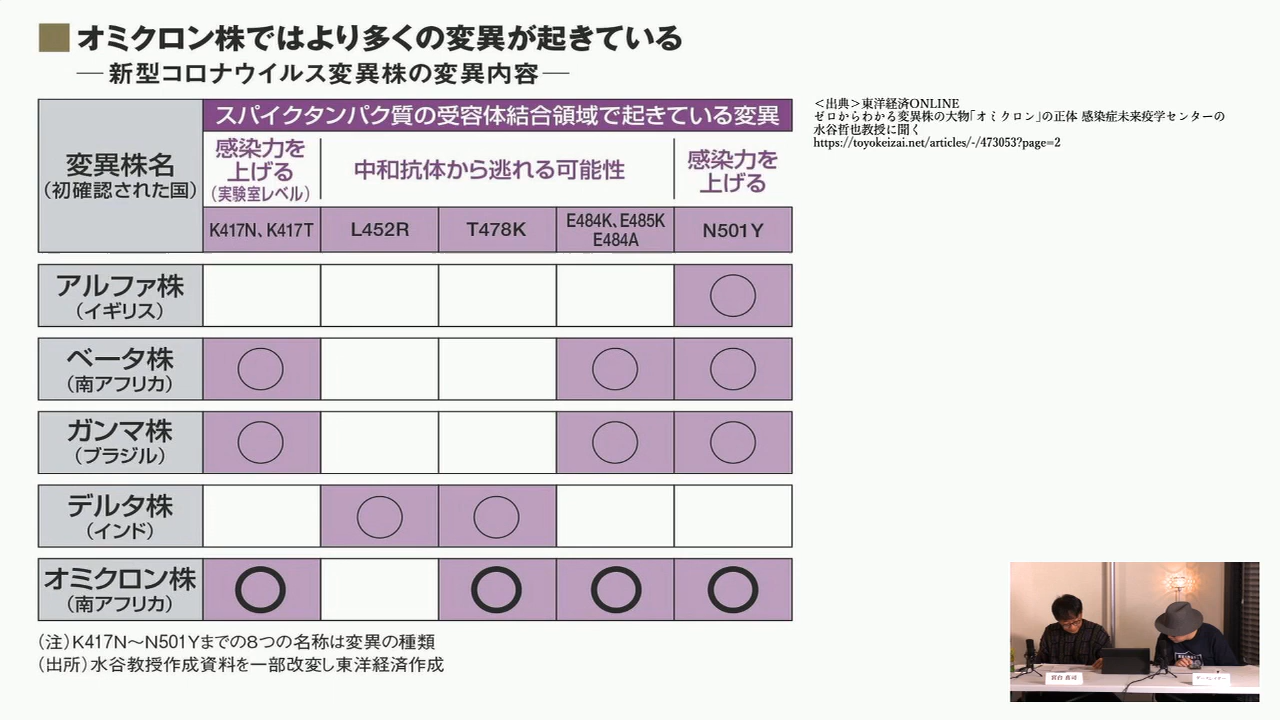 オミクロン株ではより多くの変異が起きている
―新型コロナウイルス変異株の変異内容―
<出典>東洋経済ONLINE
ゼロからわかる変異株の大物｢オミクロン｣の正体 感染症未来疫学センターの
水谷哲也教授に聞く
https://toyokeizai.net/articles/-/473053?page=2
変異株名
(初確認された国)
スパイクタンパク質の受容体結合領域で起きている変異
感染力を
上げる
(実験室レベル)
中和抗体から逃れる可能性
感染力を
上げる
K417N、K417T
L452R
T478K
E484K、E485K
E484A
N501Y
アルファ株
(イギリス)
○
ベータ株
(南アフリカ)
○ ○ ○
ガンマ株
(ブラジル)
○ ○ ○
デルタ株
(インド)
○ ○
オミクロン株
(南アフリカ)
○ ○ ○ ○
(注)K417N〜N501Yまでの8つの名称は変異の種類
(出所)水谷教授作成資料を一部改変し東洋経済作成
宮台 真司